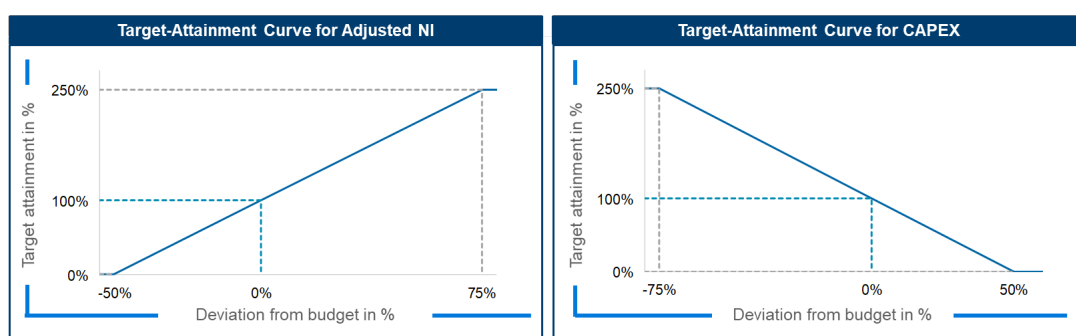 Target-Attainment Curve for Adjusted NI
Target attainment in %
250%
100%
0%
-50% 0% 75%
Deviation from budget in %
Target-Attainment Curve for CAPEX
Target attainment in %
250%
100%
0%
-75% 0% 50%
Deviation from budget in %